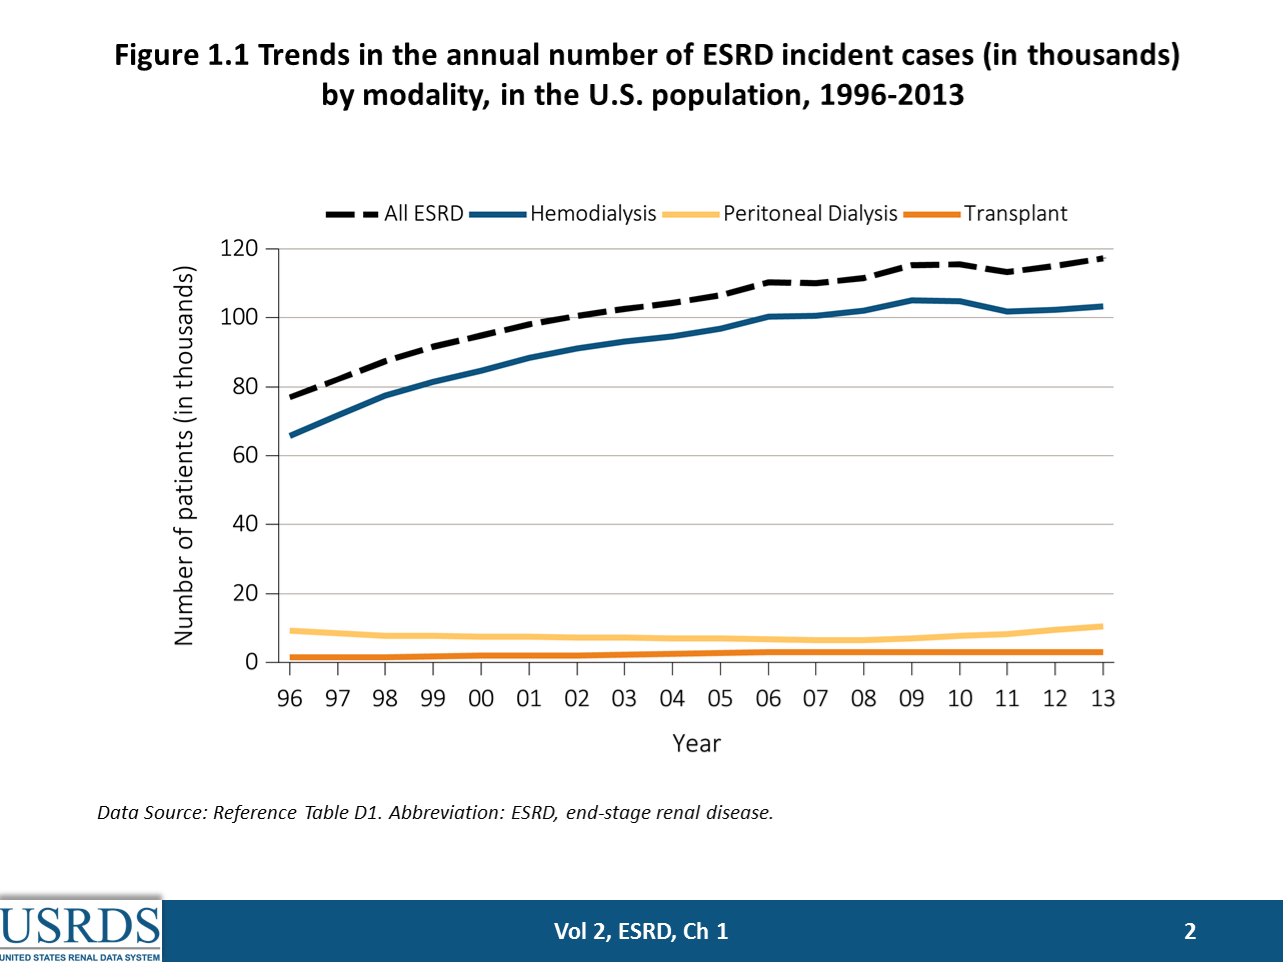 Figure 1.1 Trends in the annual number of ESRD incident cases (in thousands)
by modality, in the U.S. population, 1996-2013
All ESRD Hemodialysis Peritoneal Dialysis Transplant
Number of patients (in thousands)
120
100
80
60
40
20
0
96 97 98 99 00 01 02 03 04 05 06 07 08 09 10 11 12 13
Year
Data Source: Reference Table D1. Abbreviation: ESRD, end-stage renal disease.
USRDS
UNITED STATES RENAL DATA SYSTEM
Vol 2, ESRD, Ch 1
2